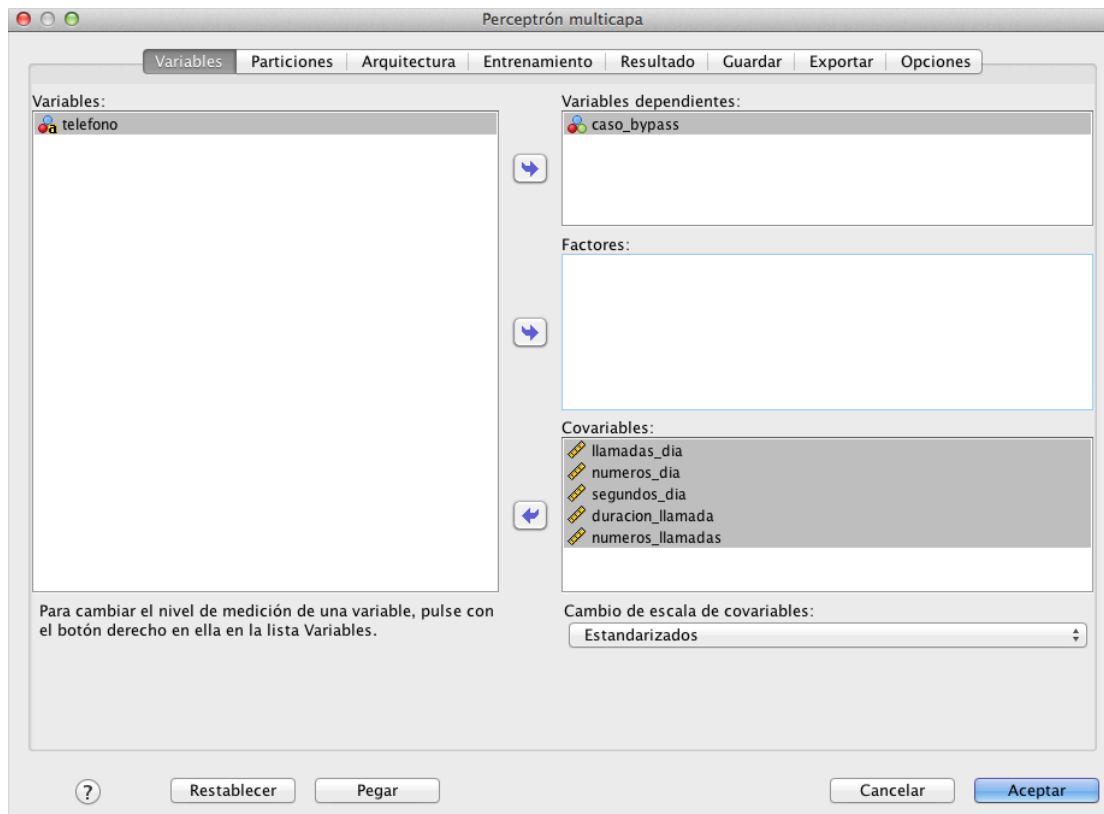 Perceptrón multicapa
Variables Particiones Arquitectura Entrenamiento Resultado Guardar Exportar Opciones
Variables:
a telefono
Variables dependientes:
caso_bypass
Factores:
Covariables:
llamadas_dia
numeros_dia
segundos_dia
duracion_llamada
numeros_llamadas
Para cambiar el nivel de medición de una variable, pulse con
el botón derecho en ella en la lista Variables.
Cambio de escala de covariables:
Estandarizados
? Restablecer Pegar Cancelar Aceptar